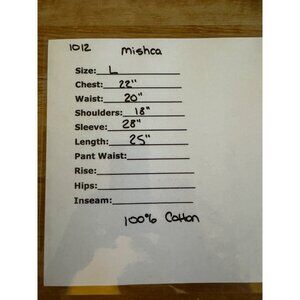 1012 Mishca
Size: L
Chest: 22"
Waist: 20"
Shoulders: 18"
Sleeve: 28"
Length: 25"
Pant Waist:
Rise:
Hips:
Inseam:
100% Cotton